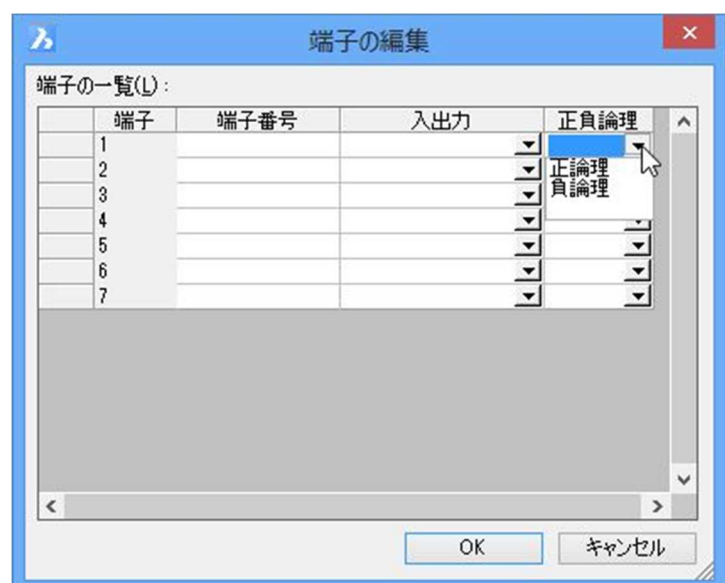 端子の編集
端子の一覧(L):
端子 端子番号 入出力 正負論理
1
2 正論理
3 負論理
4
5
6
7
OK キャンセル